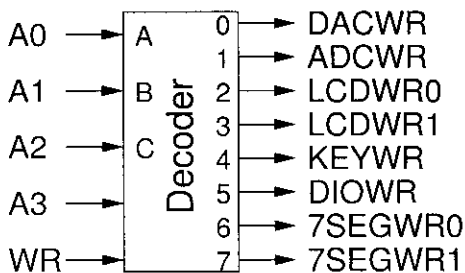 A0 A 0 DACWR
1 ADCWR
A1 B 2 LCDWR0
3 LCDWR1
A2 C 4 KEYWR
A3 5 DIOWR
6 7SEGWR0
WR 7 7SEGWR1
Decoder